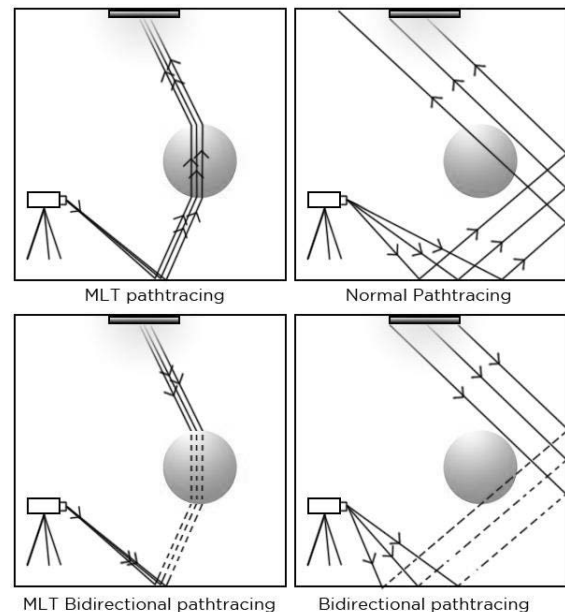 MLT pathtracing
Normal Pathtracing
MLT Bidirectional pathtracing
Bidirectional pathtracing